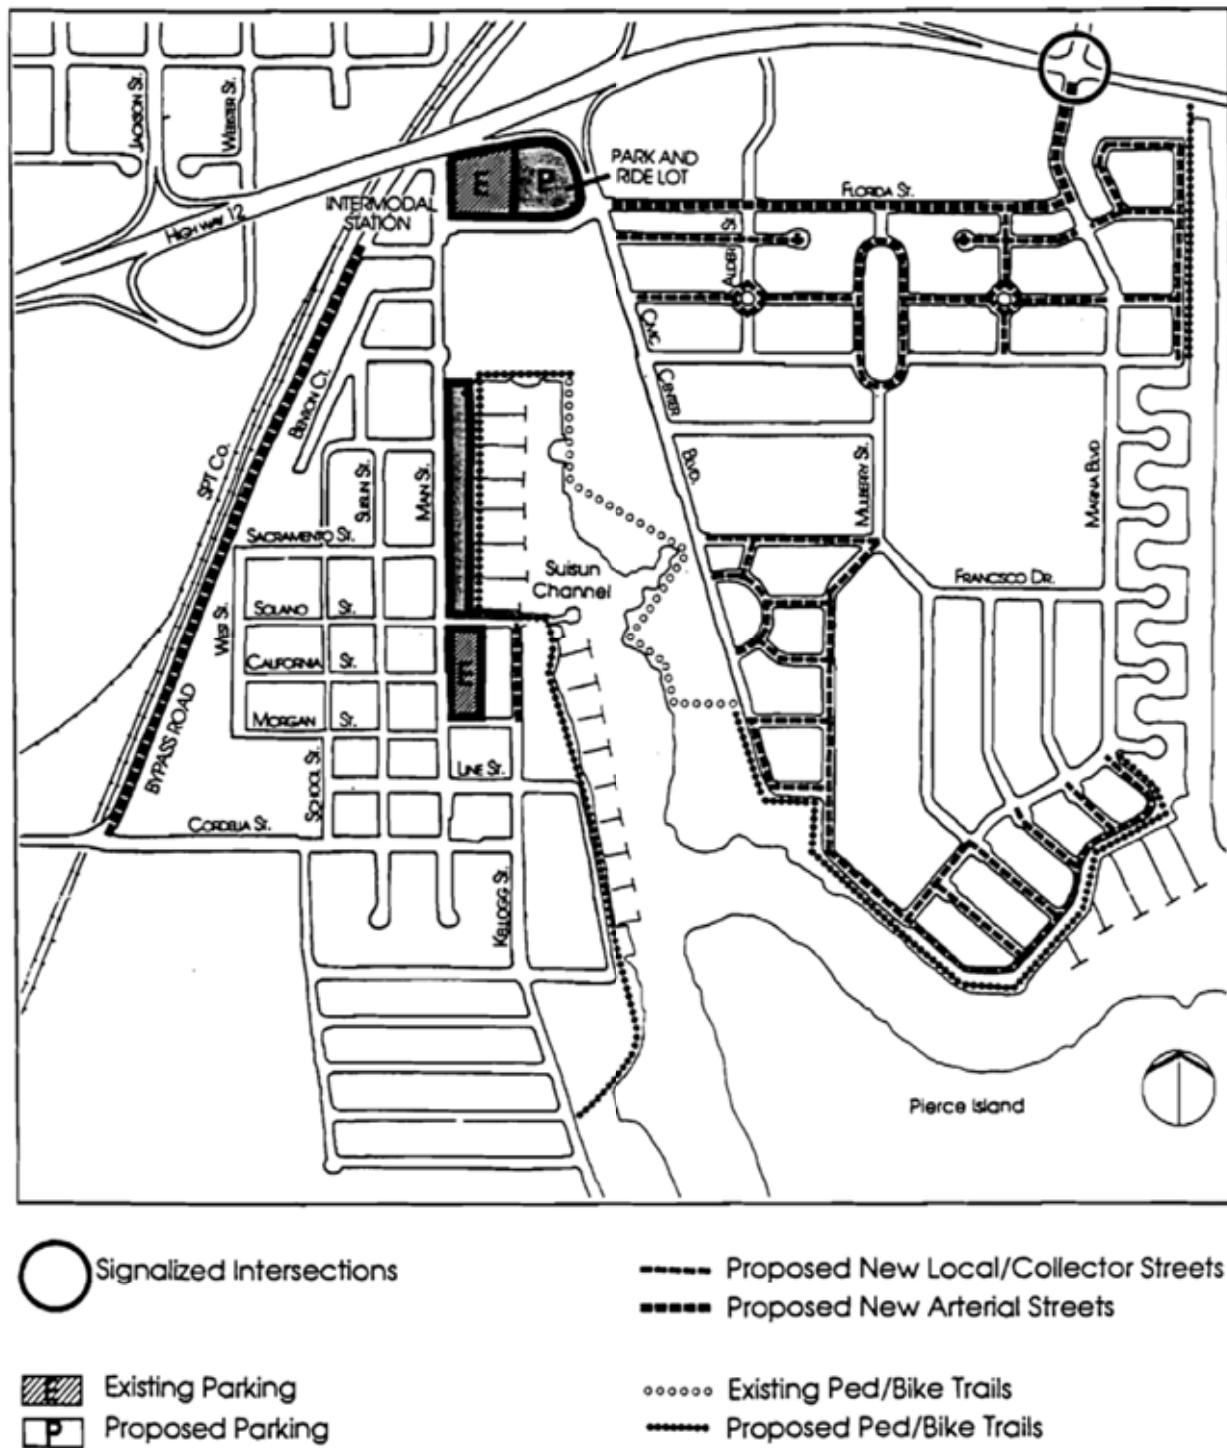 JACKSON ST.
WEBSTER ST.
HIGHWAY 12
INTERMODAL
STATION
E
P
PARK AND
RIDE LOT
FLORIDA ST.
ALDER ST.
CIVIC
CENTER
BLVD.
BENTON CT.
SPT CO.
MAIN ST.
MULBERRY ST.
MARINA BLVD
SACRAMENTO ST.
Suisun
Channel
FRANCISCO DR.
SOLANO ST.
WEST ST.
CALIFORNIA ST.
E
MORGAN ST.
BYPASS ROAD
SCHOOL ST.
LINE ST.
CORDELIA ST.
KELLOGG ST.
Pierce Island
Signalized Intersections
Proposed New Local/Collector Streets
Proposed New Arterial Streets
E Existing Parking
P Proposed Parking
Existing Ped/Bike Trails
Proposed Ped/Bike Trails